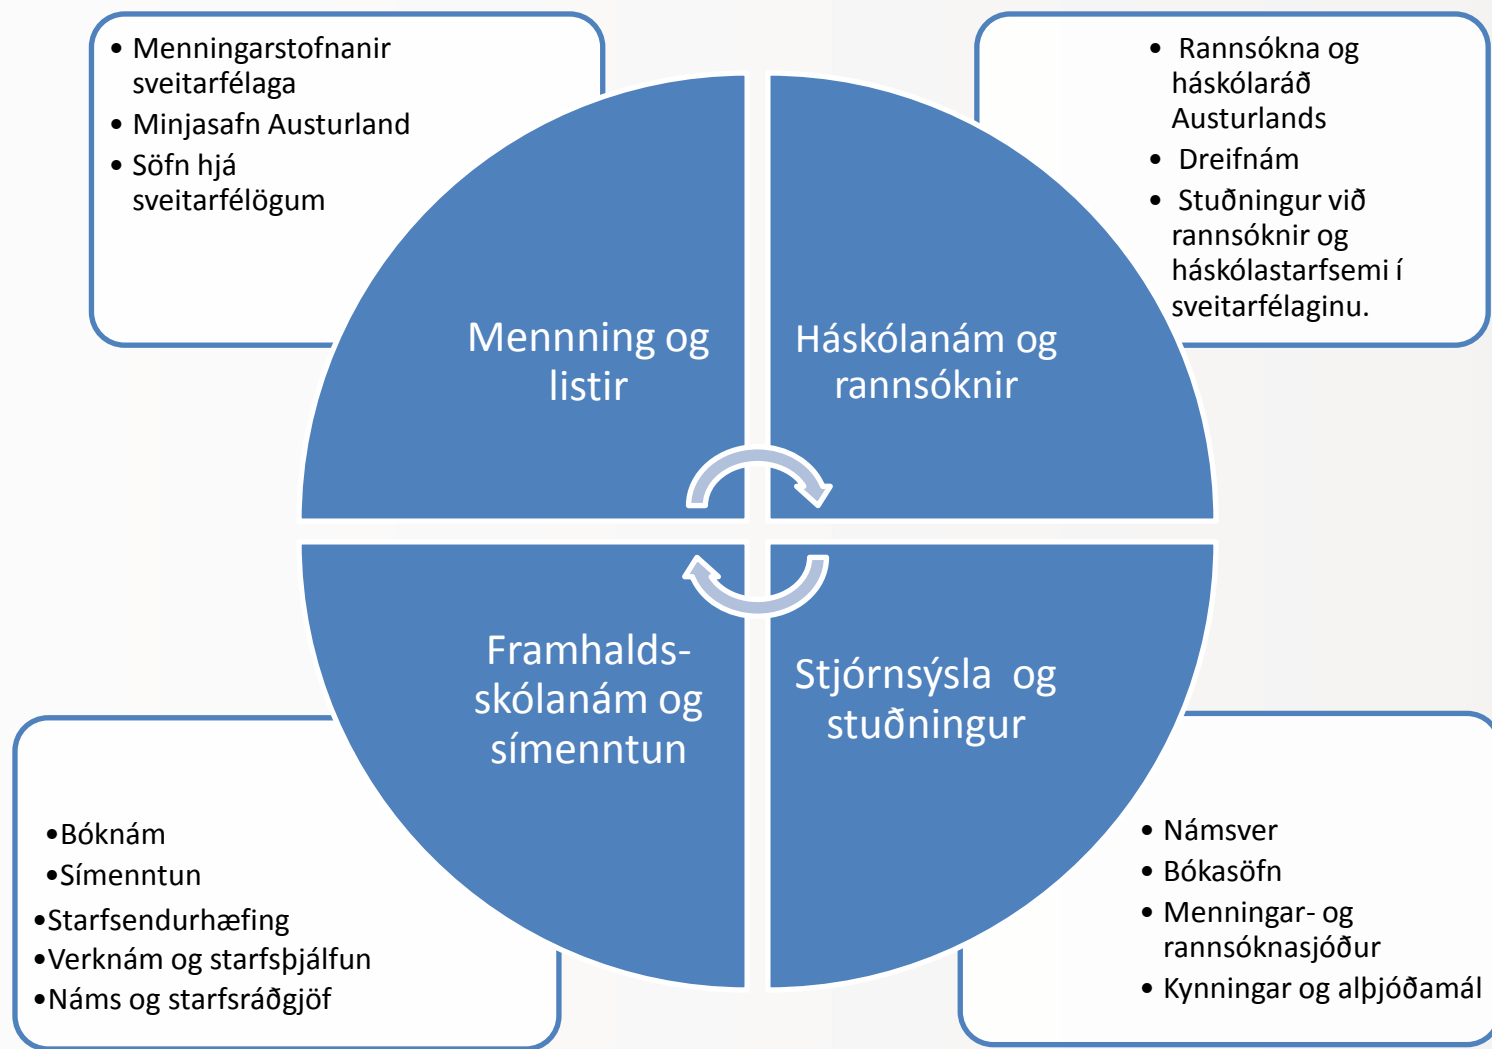 • Menningarstofnanir
sveitarfélaga
• Minjasafn Austurland
• Söfn hjá
sveitarfélögum
• Rannsókna og
háskólaráð
Austurlands
• Dreifnám
• Stuðningur við
rannsóknir og
háskólastarfsemi í
sveitarfélaginu.
Mennning og
listir
Háskólanám og
rannsóknir
Framhalds-
skólanám og
símenntun
Stjórnsýsla og
stuðningur
•Bóknám
•Símenntun
•Starfsendurhæfing
•Verknám og starfsþjálfun
•Náms og starfsráðgjöf
• Námsver
• Bókasöfn
• Menningar- og
rannsóknasjóður
• Kynningar og alþjóðamál